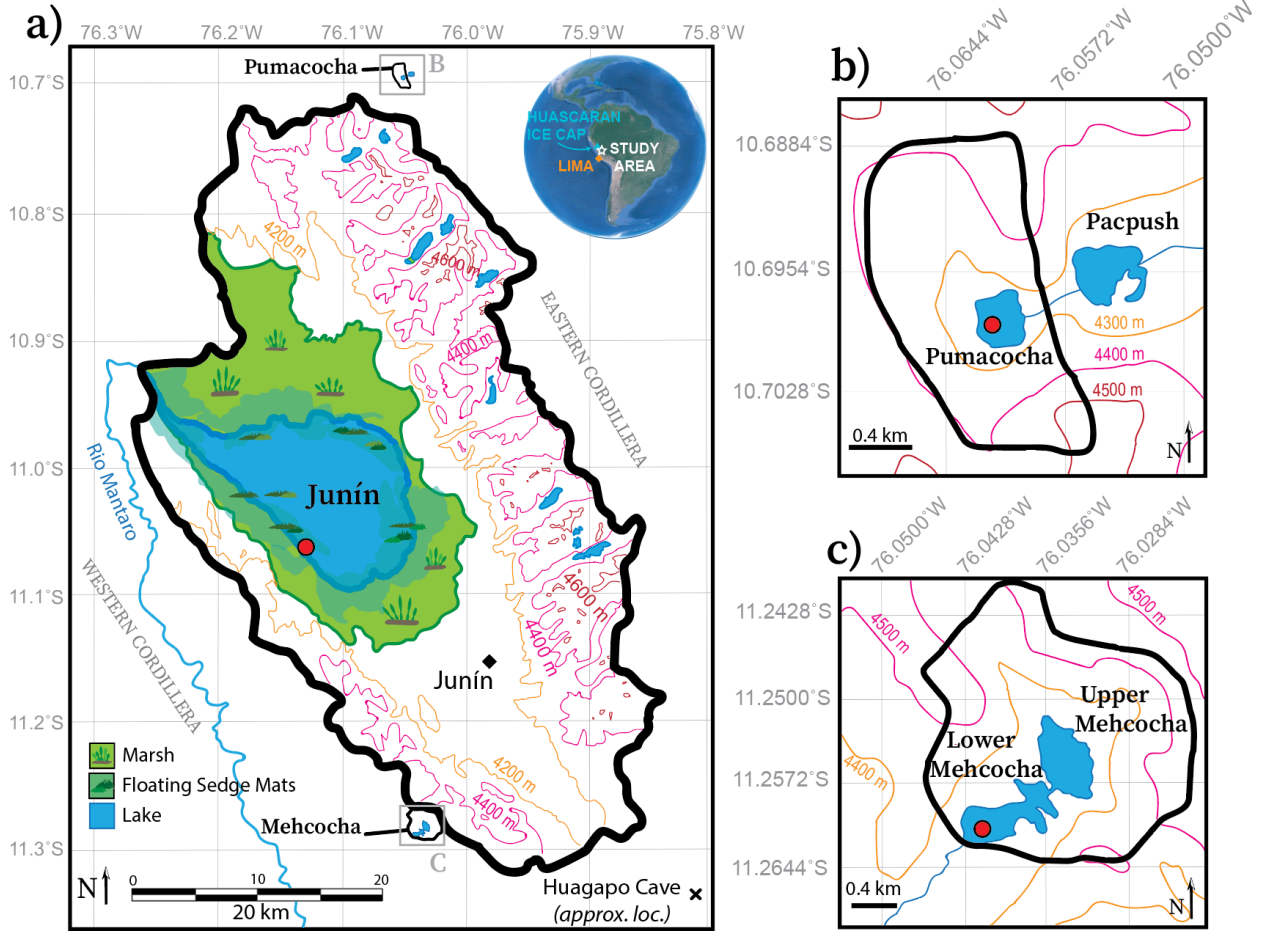 a)
76.3°W
76.2°W
76.1°W
76.0°W
75.9°W
75.8°W
10.7°S
10.8°S
10.9°S
11.0°S
11.1°S
11.2°S
11.3°S
Pumacocha
B
HUASCARAN
ICE CAP
STUDY
AREA
LIMA
4200 m
4600 m
4400 m
EASTERN CORDILLERA
Rio Mantaro
Junín
WESTERN CORDILLERA
4600 m
4400 m
Junín
Marsh
Floating Sedge Mats
Lake
4200 m
4400 m
Mehcocha
C
N
0
10
20
20 km
Huagapo Cave
(approx. loc.)
b)
76.0644°W
76.0572°W
76.0500°W
10.6884°S
10.6954°S
10.7028°S
Pacpush
Pumacocha
4300 m
4400 m
4500 m
0.4 km
N
c)
76.0500°W
76.0428°W
76.0356°W
76.0284°W
11.2428°S
11.2500°S
11.2572°S
11.2644°S
4500 m
4500 m
Upper
Mehcocha
Lower
Mehcocha
4400 m
0.4 km
N